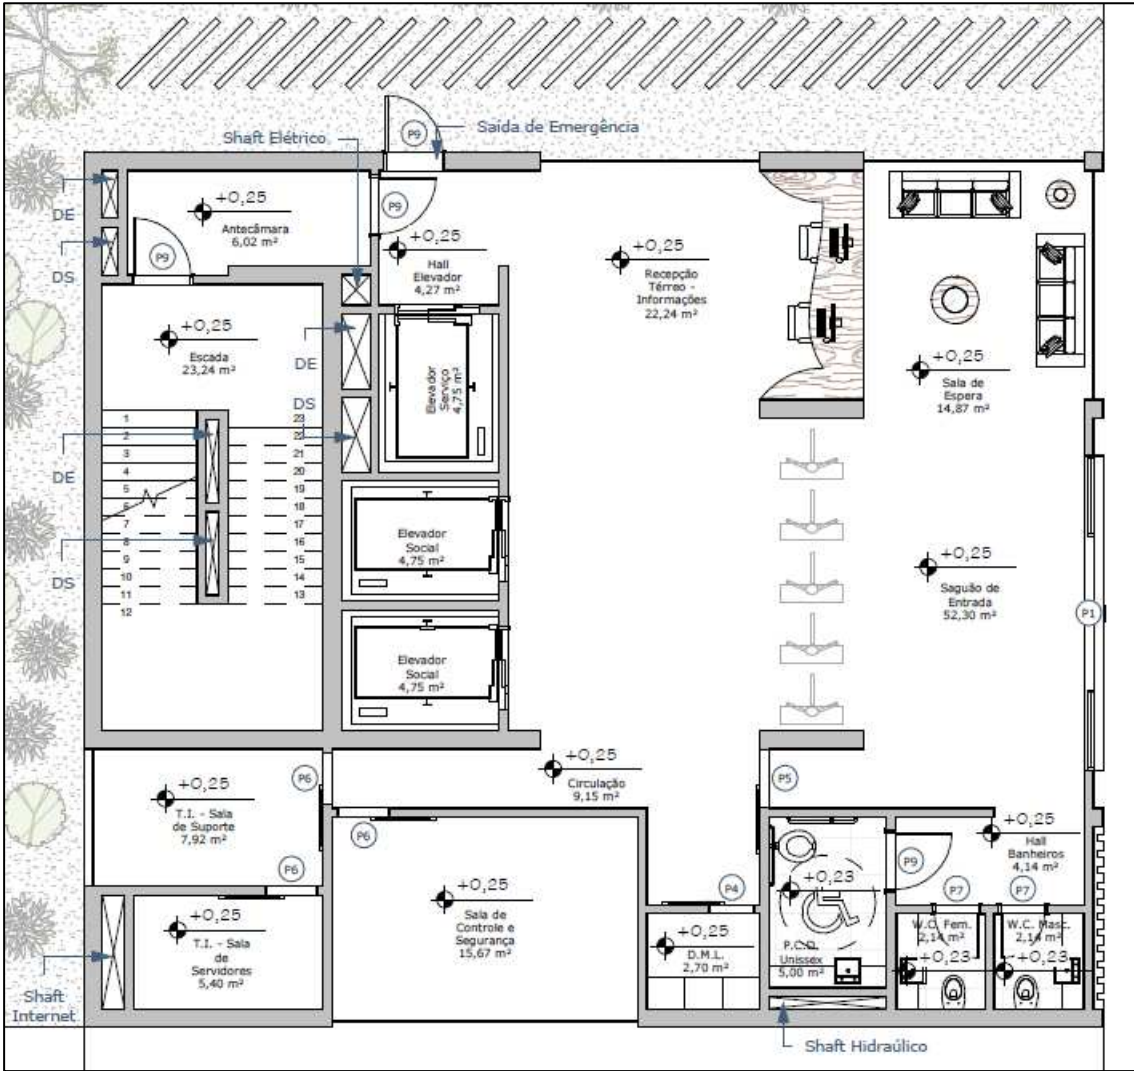 Saída de Emergência
Shaft Elétrico
P9
P9
DE
DS
+0,25
Antecâmara
6,02 m²
P9
+0,25
Hall
Elevador
4,27 m²
+0,25
Recepção
Térreo -
Informações
22,24 m²
+0,25
Sala de
Espera
14,87 m²
+0,25
Escada
23,24 m²
DE
DS
Elevador
Serviço
4,75 m²
1
2
3
4
5
6
7
8
9
10
11
12
23
22
21
20
19
18
17
16
15
14
13
DE
DS
Elevador
Social
4,75 m²
Elevador
Social
4,75 m²
+0,25
Saguão de
Entrada
52,30 m²
P1
+0,25
Circulação
9,15 m²
P6
P5
+0,25
T.I. - Sala
de Suporte
7,92 m²
P6
P6
+0,25
Hall
Banheiros
4,14 m²
P9
P7
P7
P4
+0,23
P.C.D.
Unissex
5,00 m²
+0,25
Sala de
Controle e
Segurança
15,67 m²
+0,25
T.I. - Sala
de
Servidores
5,40 m²
+0,25
D.M.L.
2,70 m²
W.C. Fem.
2,14 m²
+0,23
W.C. Masc.
2,14 m²
+0,23
Shaft
Internet
Shaft Hidraúlico